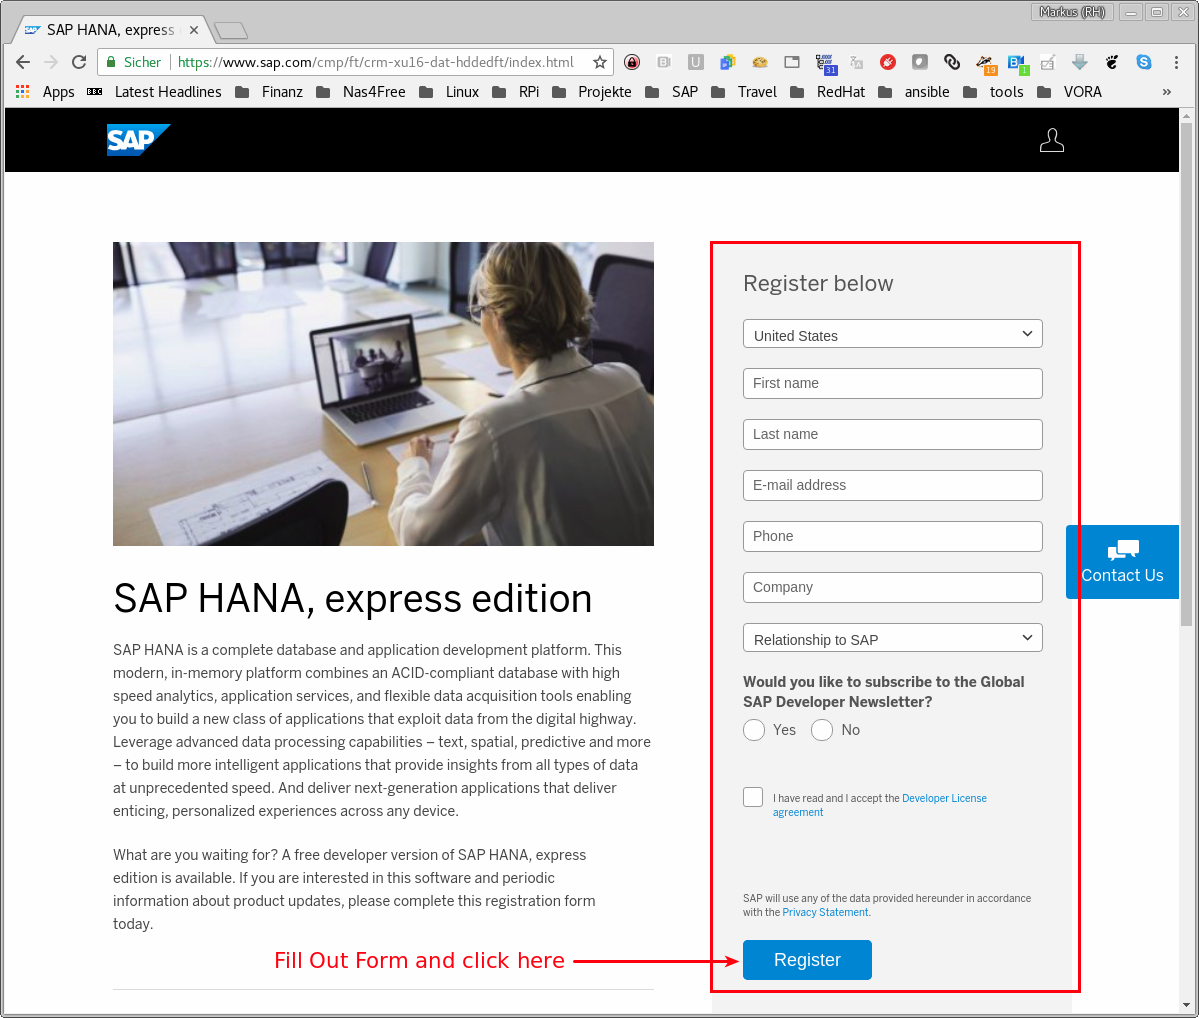 Markus (RH)
SAP HANA, express
Sicher https://www.sap.com/cmp/ft/crm-xu16-dat-hddedft/index.html
31 19 1
Apps Latest Headlines Finanz Nas4Free Linux RPi Projekte SAP Travel RedHat ansible tools VORA »
SAP
Register below
United States
First name
Last name
E-mail address
Phone
Contact Us
Company
Relationship to SAP
Would you like to subscribe to the Global
SAP Developer Newsletter?
Yes No
I have read and I accept the Developer License
agreement
SAP will use any of the data provided hereunder in accordance
with the Privacy Statement.
Register
SAP HANA, express edition
SAP HANA is a complete database and application development platform. This
modern, in-memory platform combines an ACID-compliant database with high
speed analytics, application services, and flexible data acquisition tools enabling
you to build a new class of applications that exploit data from the digital highway.
Leverage advanced data processing capabilities – text, spatial, predictive and more
– to build more intelligent applications that provide insights from all types of data
at unprecedented speed. And deliver next-generation applications that deliver
enticing, personalized experiences across any device.
What are you waiting for? A free developer version of SAP HANA, express
edition is available. If you are interested in this software and periodic
information about product updates, please complete this registration form
today.
Fill Out Form and click here